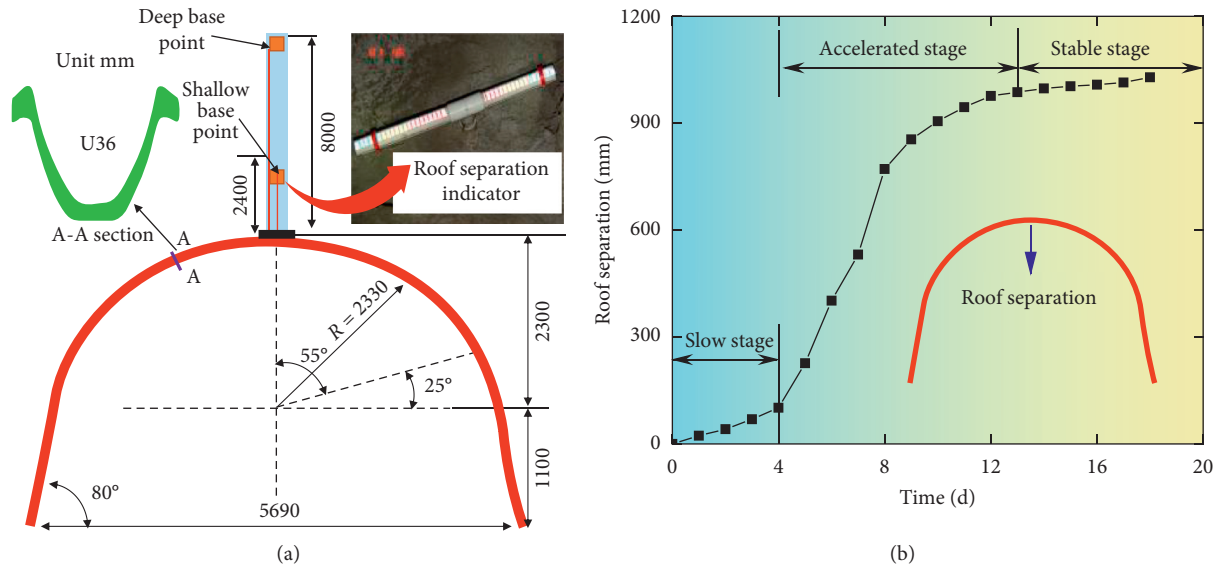 Deep base
point
Unit mm
Shallow
base
point
U36
8000
2400
Roof separation
indicator
A-A section
A
A
R = 2330
2300
55°
25°
1100
80°
5690
(a)
1200
900
600
300
0
Roof separation (mm)
Accelerated stage
Stable stage
Slow stage
Roof separation
0
4
8
12
16
20
Time (d)
(b)